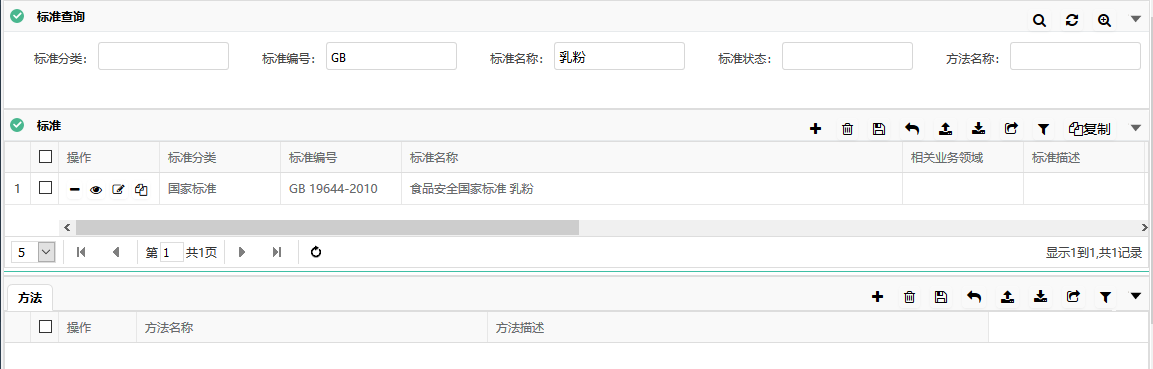 标准查询
标准分类: 标准编号: GB 标准名称: 乳粉 标准状态: 方法名称:
标准 复制
操作 标准分类 标准编号 标准名称 相关业务领域 标准描述
1 国家标准 GB 19644-2010 食品安全国家标准 乳粉
5 第 1 共1页 显示1到1,共1记录
方法
操作 方法名称 方法描述